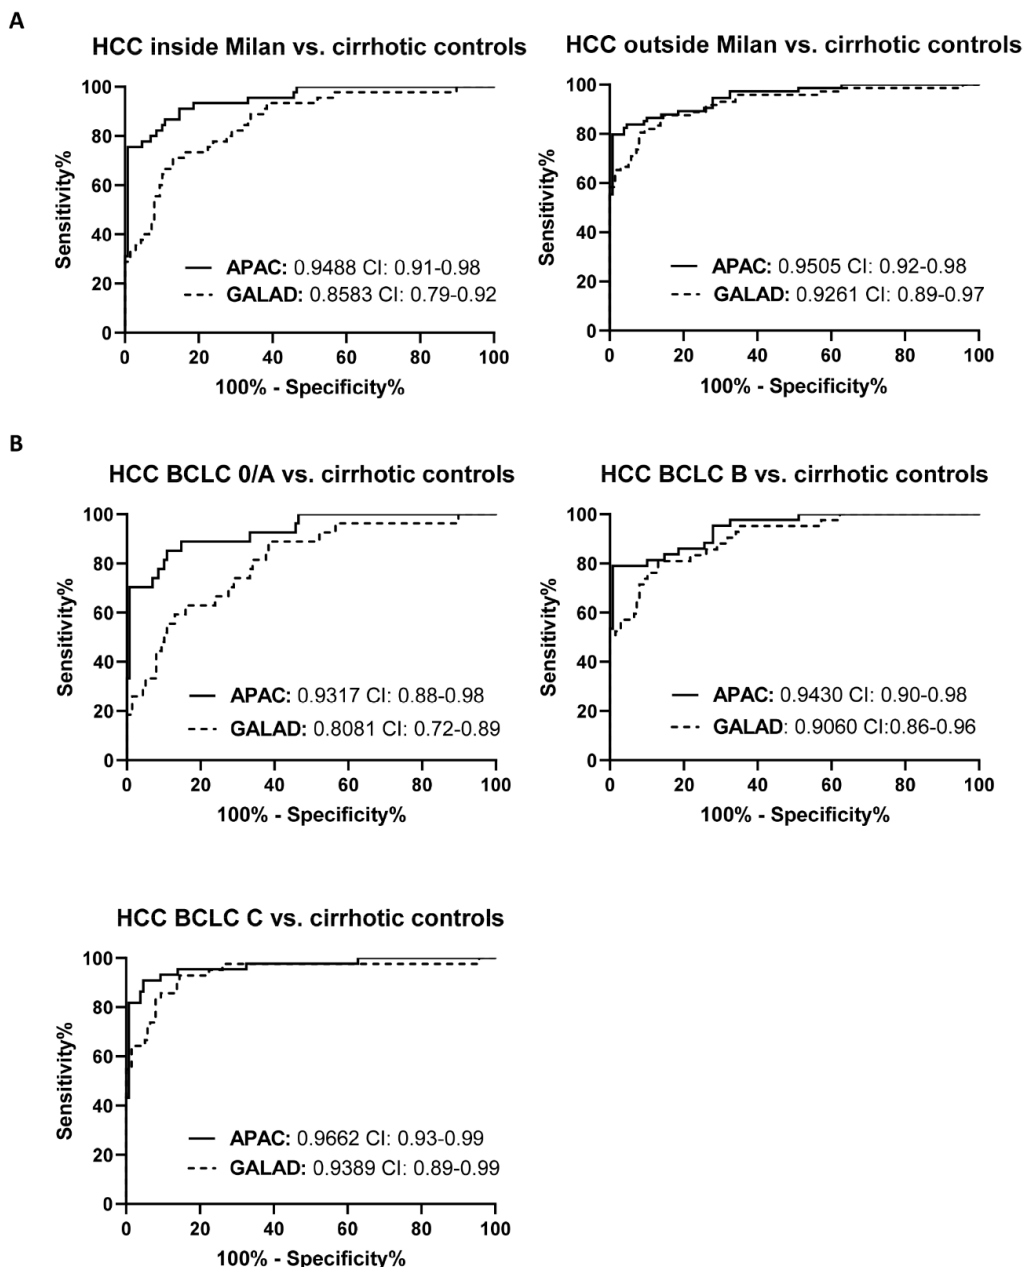 A
HCC inside Milan vs. cirrhotic controls
100
80
60
40
20
0
Sensitivity%
APAC: 0.9488 CI: 0.91-0.98
GALAD: 0.8583 CI: 0.79-0.92
0 20 40 60 80 100
100% - Specificity%
HCC outside Milan vs. cirrhotic controls
100
80
60
40
20
0
Sensitivity%
APAC: 0.9505 CI: 0.92-0.98
GALAD: 0.9261 CI: 0.89-0.97
0 20 40 60 80 100
100% - Specificity%
B
HCC BCLC 0/A vs. cirrhotic controls
100
80
60
40
20
0
Sensitivity%
APAC: 0.9317 CI: 0.88-0.98
GALAD: 0.8081 CI: 0.72-0.89
0 20 40 60 80 100
100% - Specificity%
HCC BCLC B vs. cirrhotic controls
100
80
60
40
20
0
Sensitivity%
APAC: 0.9430 CI: 0.90-0.98
GALAD: 0.9060 CI:0.86-0.96
0 20 40 60 80 100
100% - Specificity%
HCC BCLC C vs. cirrhotic controls
100
80
60
40
20
0
Sensitivity%
APAC: 0.9662 CI: 0.93-0.99
GALAD: 0.9389 CI: 0.89-0.99
0 20 40 60 80 100
100% - Specificity%